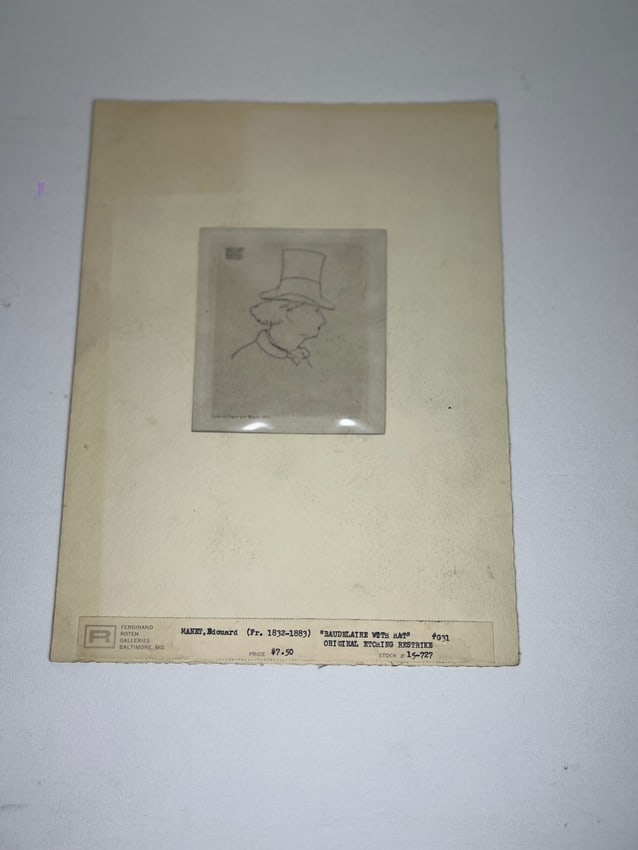 R
FERDINAND
ROTEN
GALLERIES
BALTIMORE, MD.
MANET,Edouard (Fr. 1832-1883) "BAUDELAIRE WITH HAT" #G31
ORIGINAL ETCHING RESTRIKE
PRICE $7.50
STOCK # 15-727